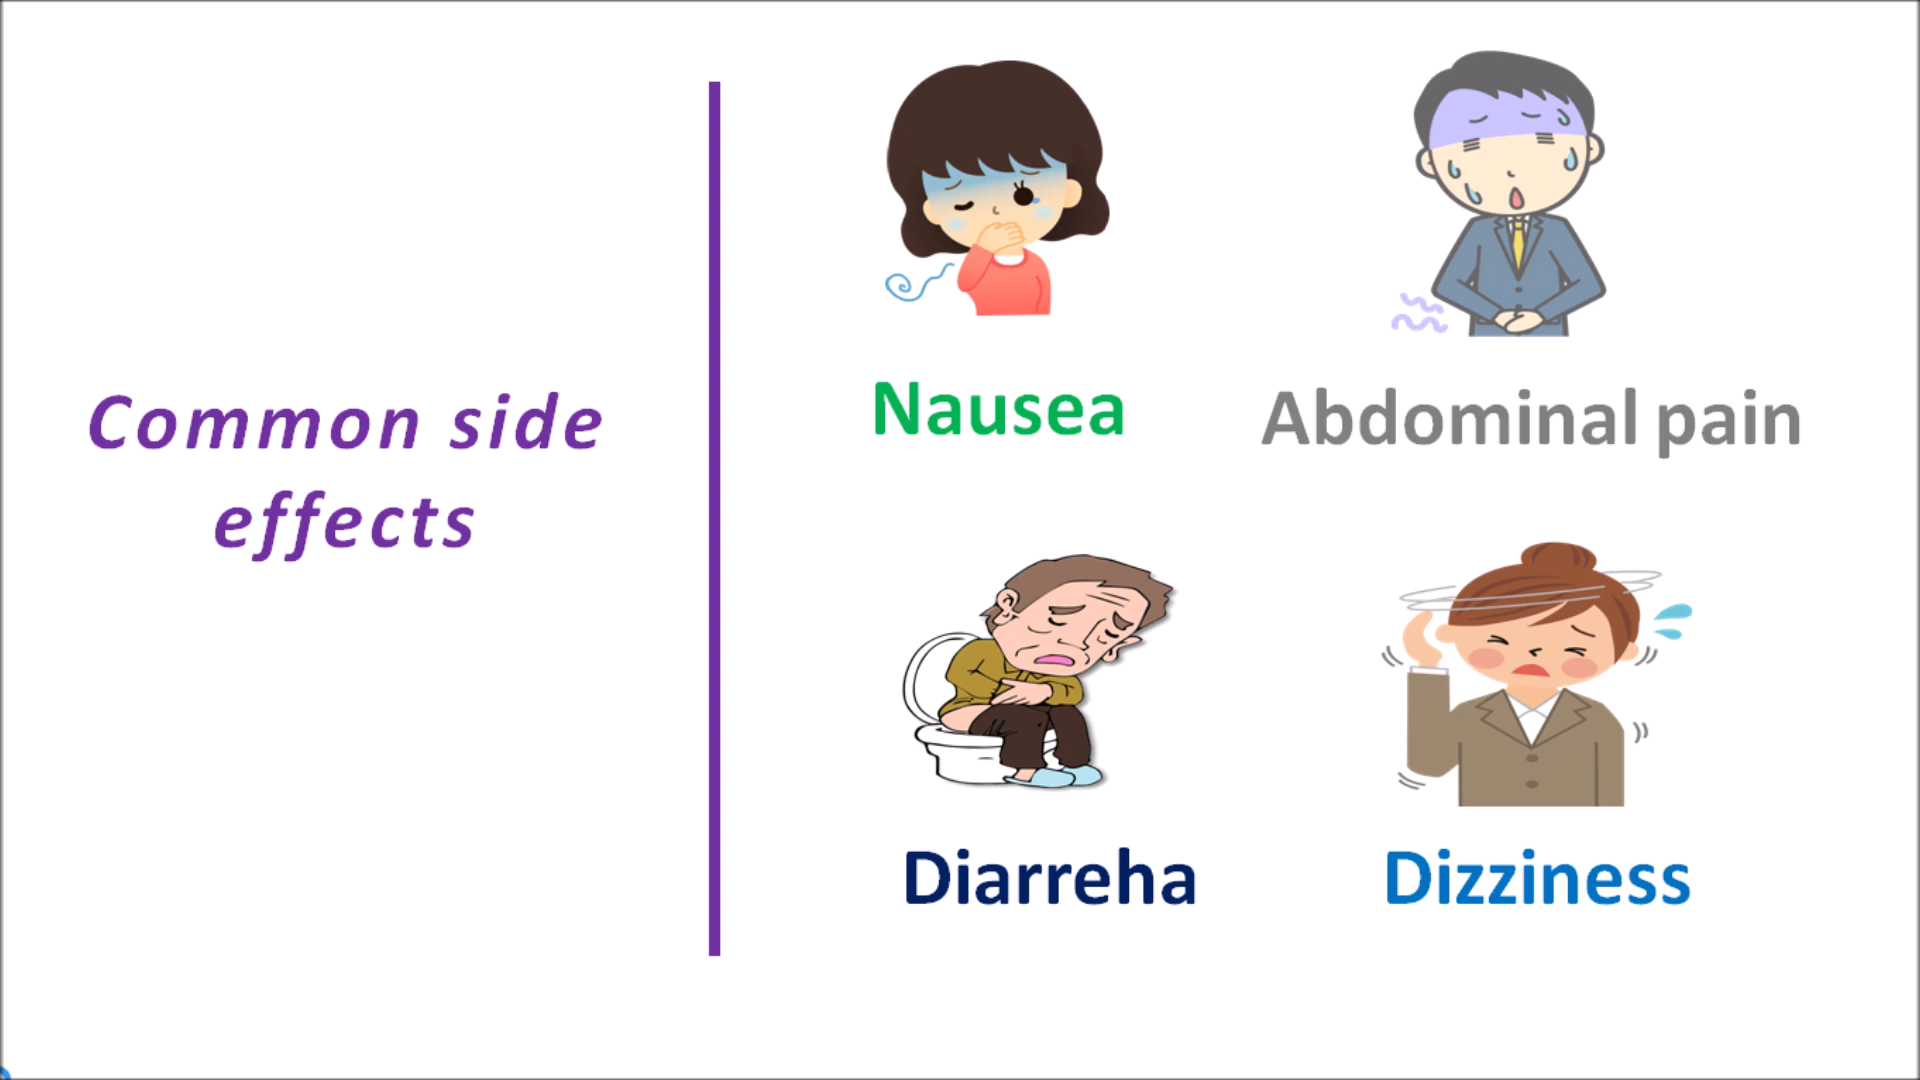 Common side
effects
Nausea
Abdominal pain
Diarreha
Dizziness